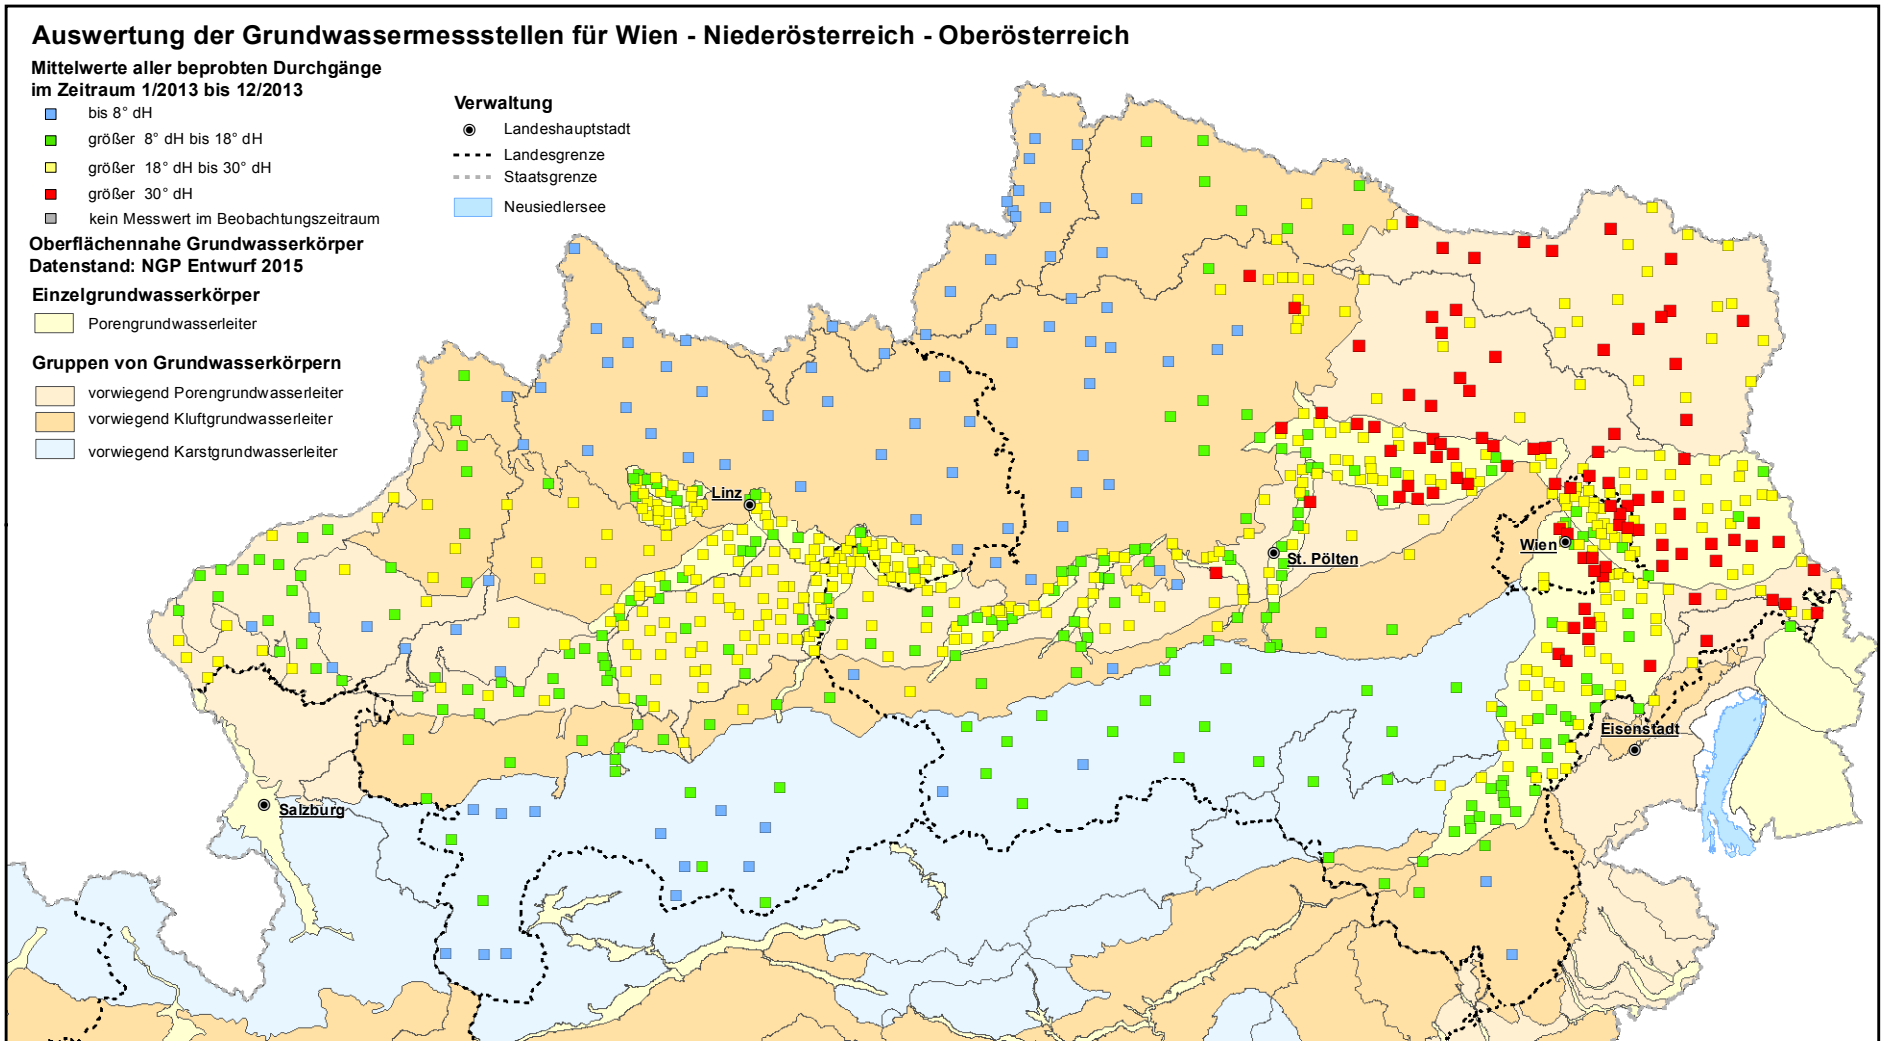 Auswertung der Grundwassermessstellen für Wien - Niederösterreich - Oberösterreich
Mittelwerte aller beprobten Durchgänge
im Zeitraum 1/2013 bis 12/2013
bis 8° dH
größer 8° dH bis 18° dH
größer 18° dH bis 30° dH
größer 30° dH
kein Messwert im Beobachtungszeitraum
Oberflächennahe Grundwasserkörper
Datenstand: NGP Entwurf 2015
Einzelgrundwasserkörper
Porengrundwasserleiter
Gruppen von Grundwasserkörpern
vorwiegend Porengrundwasserleiter
vorwiegend Kluftgrundwasserleiter
vorwiegend Karstgrundwasserleiter
Verwaltung
Landeshauptstadt
Landesgrenze
Staatsgrenze
Neusiedlersee
Linz
St. Pölten
Wien
Eisenstadt
Salzburg